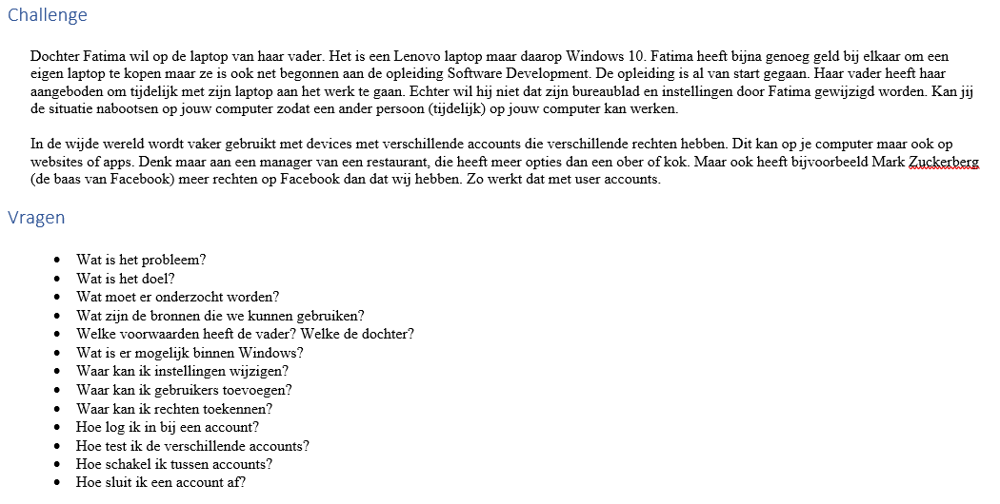 Challenge
Dochter Fatima wil op de laptop van haar vader. Het is een Lenovo laptop maar daarop Windows 10. Fatima heeft bijna genoeg geld bij elkaar om een
eigen laptop te kopen maar ze is ook net begonnen aan de opleiding Software Development. De opleiding is al van start gegaan. Haar vader heeft haar
aangeboden om tijdelijk met zijn laptop aan het werk te gaan. Echter wil hij niet dat zijn bureaublad en instellingen door Fatima gewijzigd worden. Kan jij
de situatie nabootsen op jouw computer zodat een ander persoon (tijdelijk) op jouw computer kan werken.
In de wijde wereld wordt vaker gebruikt met devices met verschillende accounts die verschillende rechten hebben. Dit kan op je computer maar ook op
websites of apps. Denk maar aan een manager van een restaurant, die heeft meer opties dan een ober of kok. Maar ook heeft bijvoorbeeld Mark Zuckerberg
(de baas van Facebook) meer rechten op Facebook dan dat wij hebben. Zo werkt dat met user accounts.
Vragen
• Wat is het probleem?
• Wat is het doel?
• Wat moet er onderzocht worden?
• Wat zijn de bronnen die we kunnen gebruiken?
• Welke voorwaarden heeft de vader? Welke de dochter?
• Wat is er mogelijk binnen Windows?
• Waar kan ik instellingen wijzigen?
• Waar kan ik gebruikers toevoegen?
• Waar kan ik rechten toekennen?
• Hoe log ik in bij een account?
• Hoe test ik de verschillende accounts?
• Hoe schakel ik tussen accounts?
• Hoe sluit ik een account af?